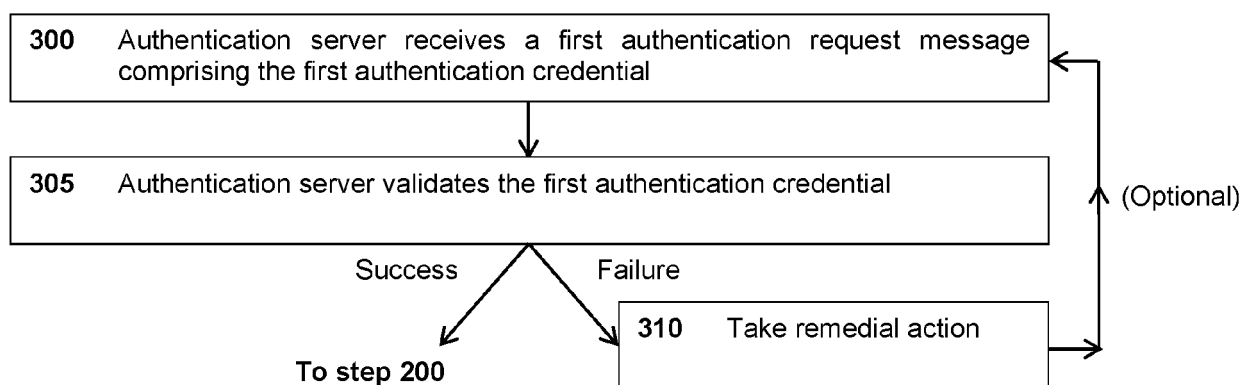 300 Authentication server receives a first authentication request message
comprising the first authentication credential
305 Authentication server validates the first authentication credential
(Optional)
Success
Failure
310 Take remedial action
To step 200